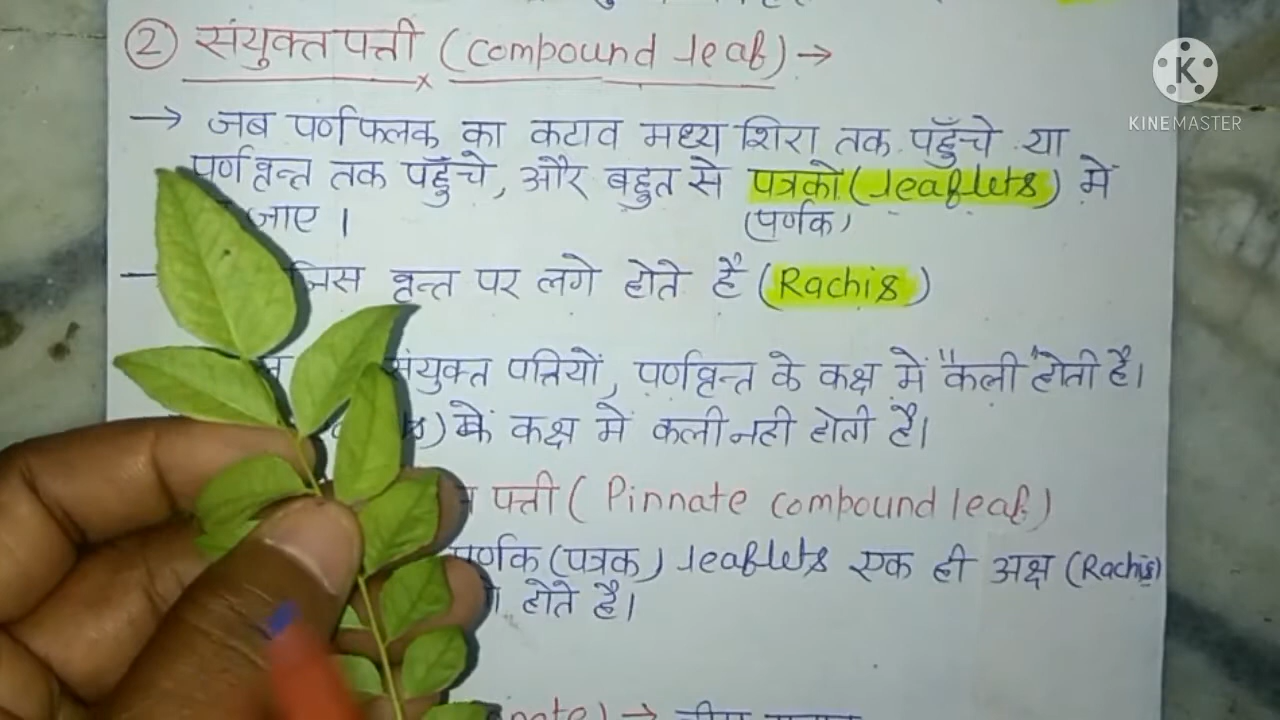 ② संयुक्त पत्ती (compound leaf) →
K
KINEMASTER
→ जब पर्णफलक का कटाव मध्य शिरा तक पहुँचे या
पर्णवृन्त तक पहुँचे, और बहुत से पत्रको (leaflets) में
जाए । (पर्णक)
जिस वृन्त पर लगे होते है (Rachis)
संयुक्त पत्तियों, पर्णवृन्त के कक्ष में "कली" होती है।
के कक्ष में कली नही होती है।
पत्ती ( Pinnate compound leaf)
पर्णक (पत्रक) leaflets एक ही अक्ष (Rachis)
होते है।